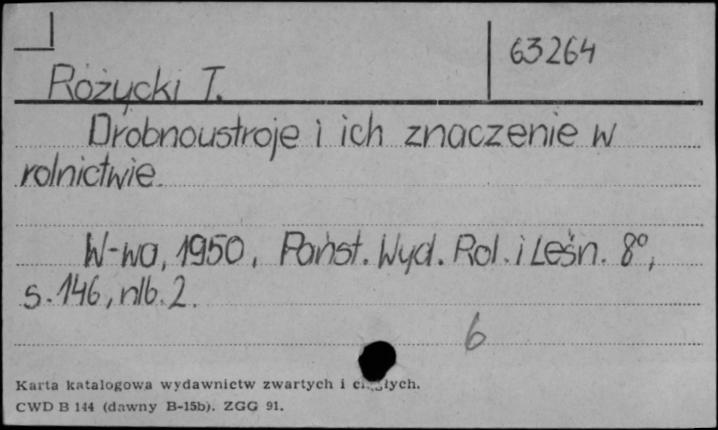 63264
Różycki T.
Drobnoustroje i ich znaczenie w
rolnictwie.
W-wa, 1950, Państ. Wyd. Rol. i Leśn. 8°,
s. 146, nlb. 2.
6
Karta katalogowa wydawnictw zwartych i
CWD B 144 (dawny B-15b). ZGG 91.